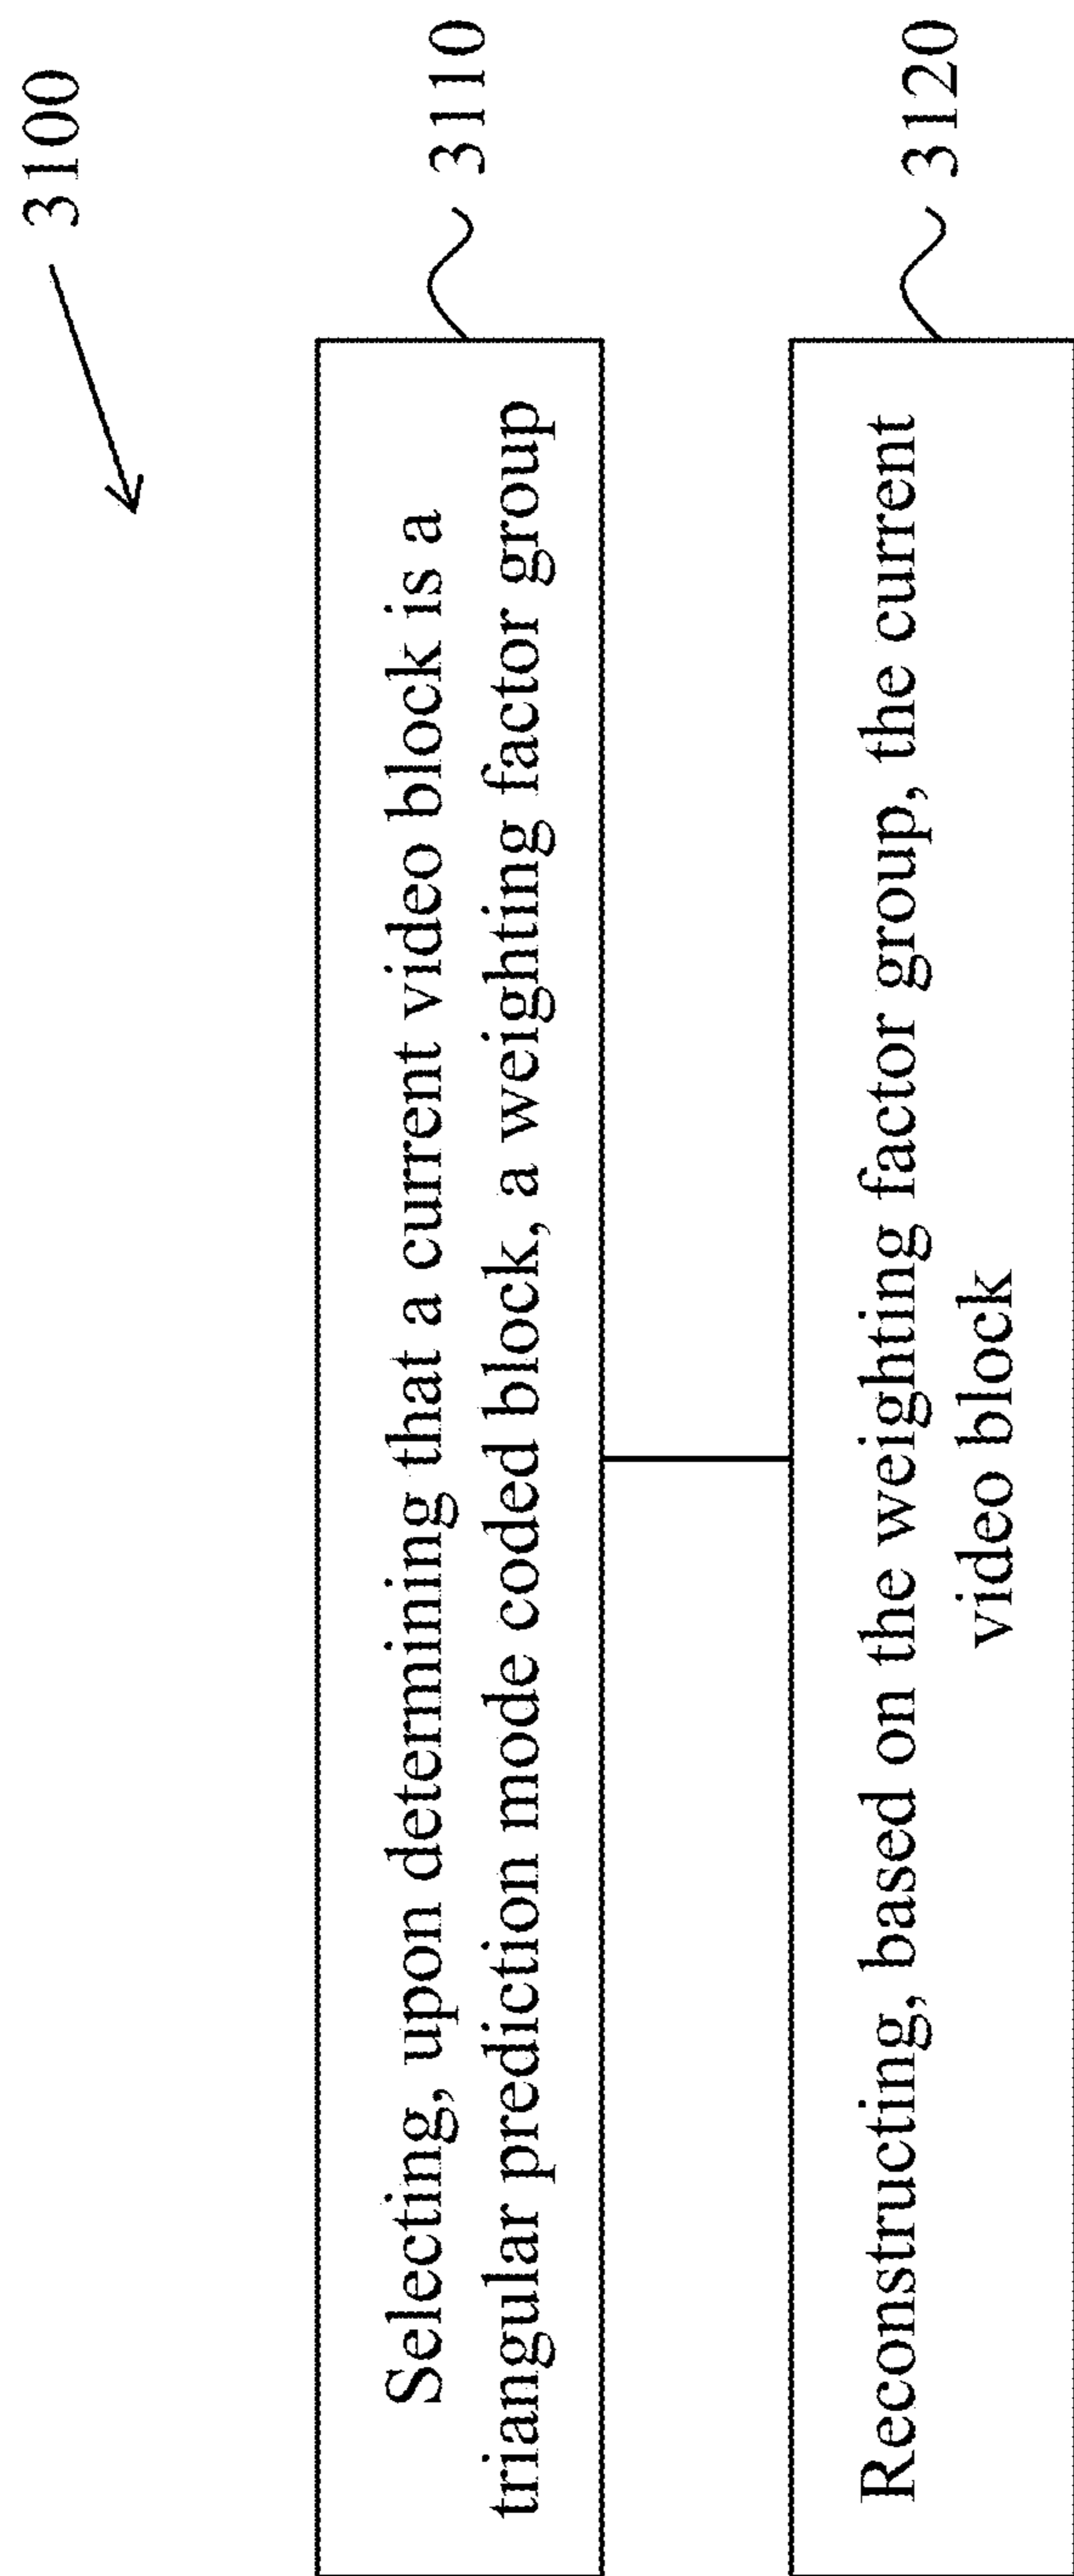 3100
Selecting, upon determining that a current video block is a
triangular prediction mode coded block, a weighting factor group
3110
Reconstructing, based on the weighting factor group, the current
video block
3120